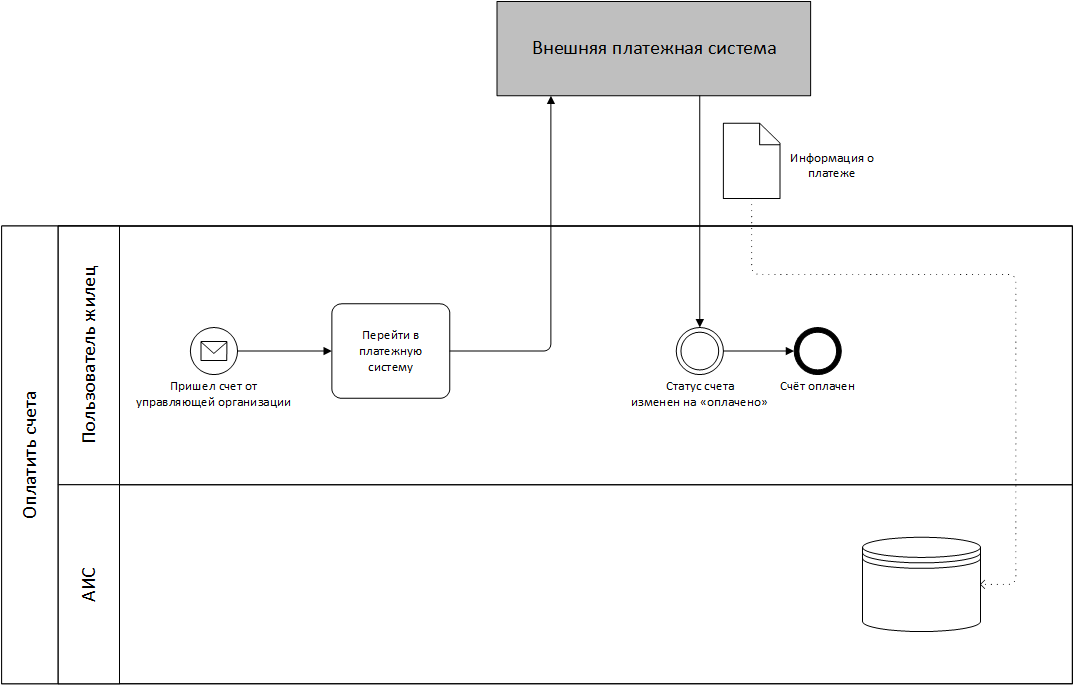 Внешняя платежная система
Информация о
платеже
Оплатить счета
Пользователь жилец
Пришел счет от
управляющей организации
Перейти в
платежную
систему
Статус счета
изменен на «оплачено»
Счёт оплачен
АИС